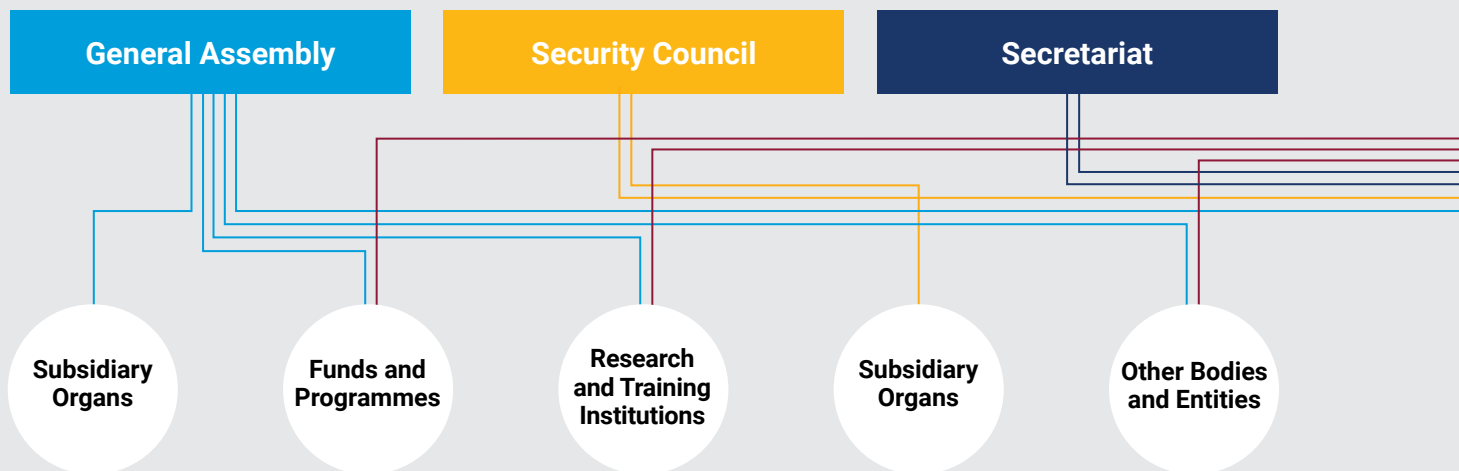 General Assembly
Security Council
Secretariat
Subsidiary
Organs
Funds and
Programmes
Research
and Training
Institutions
Subsidiary
Organs
Other Bodies
and Entities